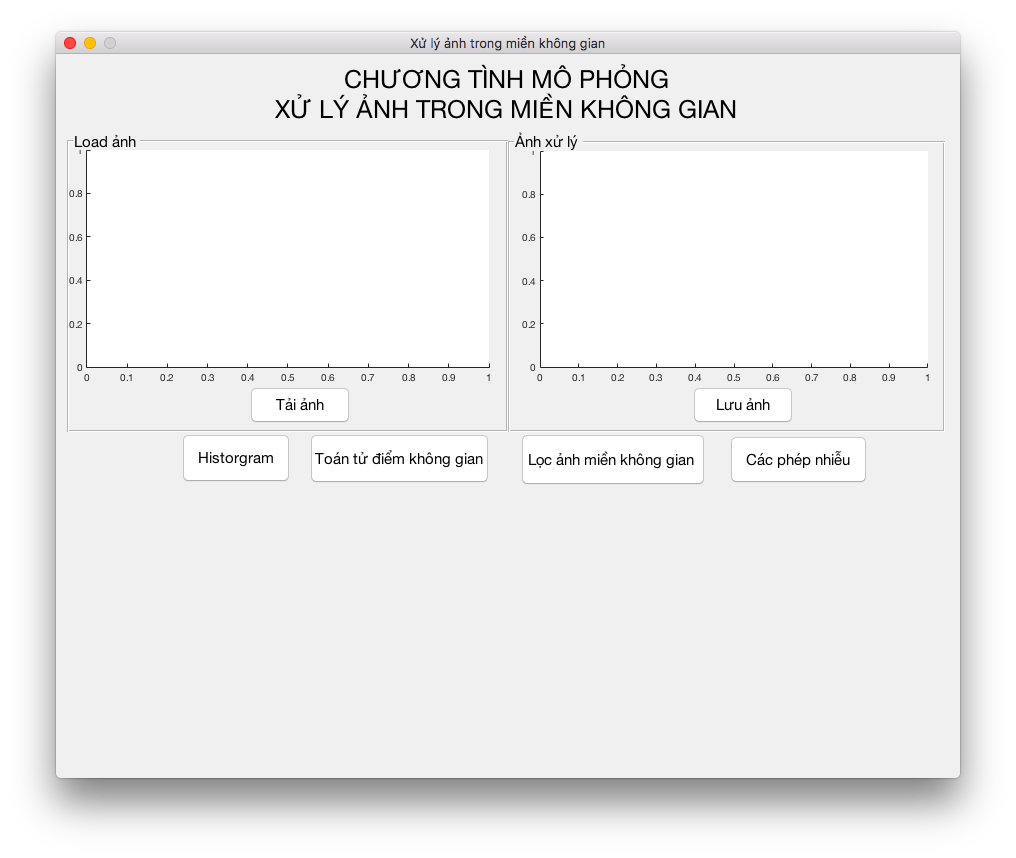 Xử lý ảnh trong miền không gian
CHƯƠNG TÌNH MÔ PHỎNG
XỬ LÝ ẢNH TRONG MIỀN KHÔNG GIAN
Load ảnh
1
0.8
0.6
0.4
0.2
0
0 0.1 0.2 0.3 0.4 0.5 0.6 0.7 0.8 0.9 1
Tải ảnh
Ảnh xử lý
1
0.8
0.6
0.4
0.2
0
0 0.1 0.2 0.3 0.4 0.5 0.6 0.7 0.8 0.9 1
Lưu ảnh
Historgram
Toán tử điểm không gian
Lọc ảnh miền không gian
Các phép nhiễu